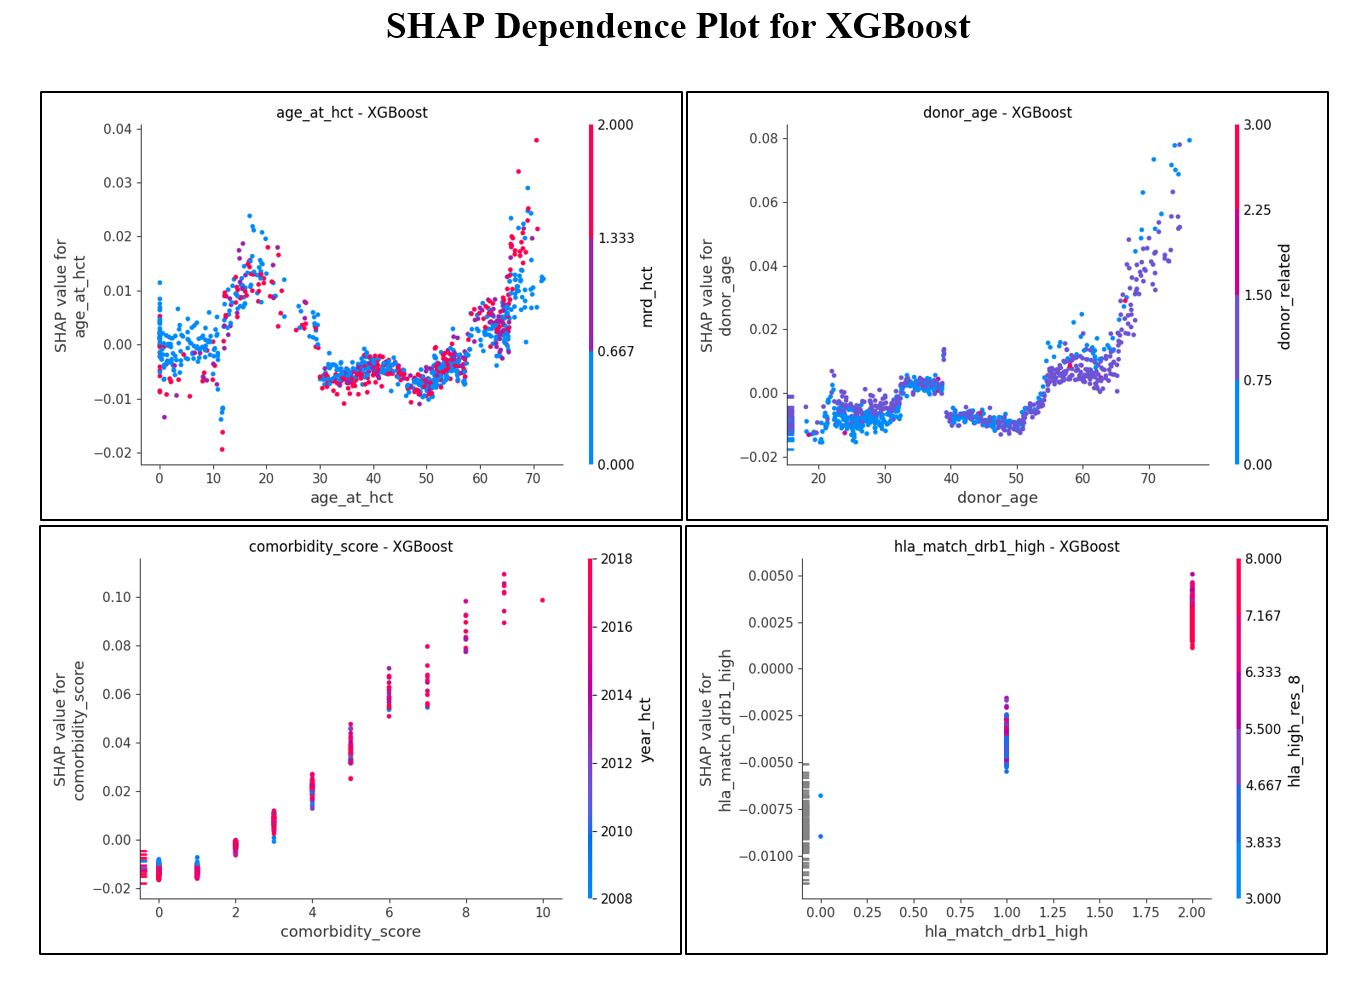 SHAP Dependence Plot for XGBoost
age_at_hct - XGBoost
0.04
0.03
0.02
0.01
0.00
−0.01
−0.02
SHAP value for
age_at_hct
0 10 20 30 40 50 60 70
age_at_hct
2.000
1.333
0.667
0.000
mrd_hct
donor_age - XGBoost
0.08
0.06
0.04
0.02
0.00
−0.02
SHAP value for
donor_age
20 30 40 50 60 70
donor_age
3.00
2.25
1.50
0.75
0.00
donor_related
comorbidity_score - XGBoost
0.10
0.08
0.06
0.04
0.02
0.00
−0.02
SHAP value for
comorbidity_score
0 2 4 6 8 10
comorbidity_score
2018
2016
2014
2012
2010
2008
year_hct
hla_match_drb1_high - XGBoost
0.0050
0.0025
0.0000
−0.0025
−0.0050
−0.0075
−0.0100
SHAP value for
hla_match_drb1_high
0.00 0.25 0.50 0.75 1.00 1.25 1.50 1.75 2.00
hla_match_drb1_high
8.000
7.167
6.333
5.500
4.667
3.833
3.000
hla_high_res_8